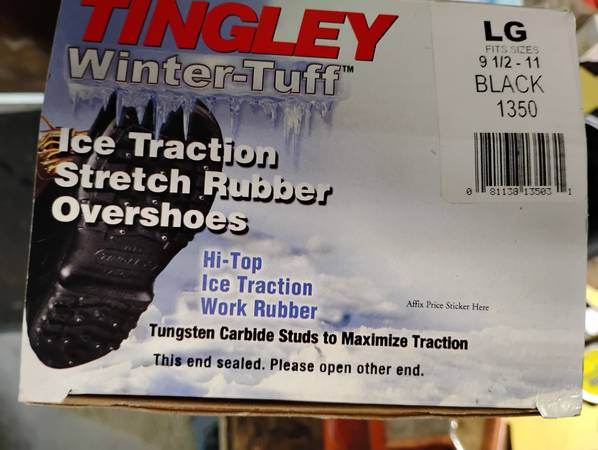 TINGLEY
Winter-Tuff™
Ice Traction
Stretch Rubber
Overshoes
Hi-Top
Ice Traction
Work Rubber
Tungsten Carbide Studs to Maximize Traction
This end sealed. Please open other end.
LG
FITS SIZES
9 1/2 - 11
BLACK
1350
0 81138 13503 1
Affix Price Sticker Here